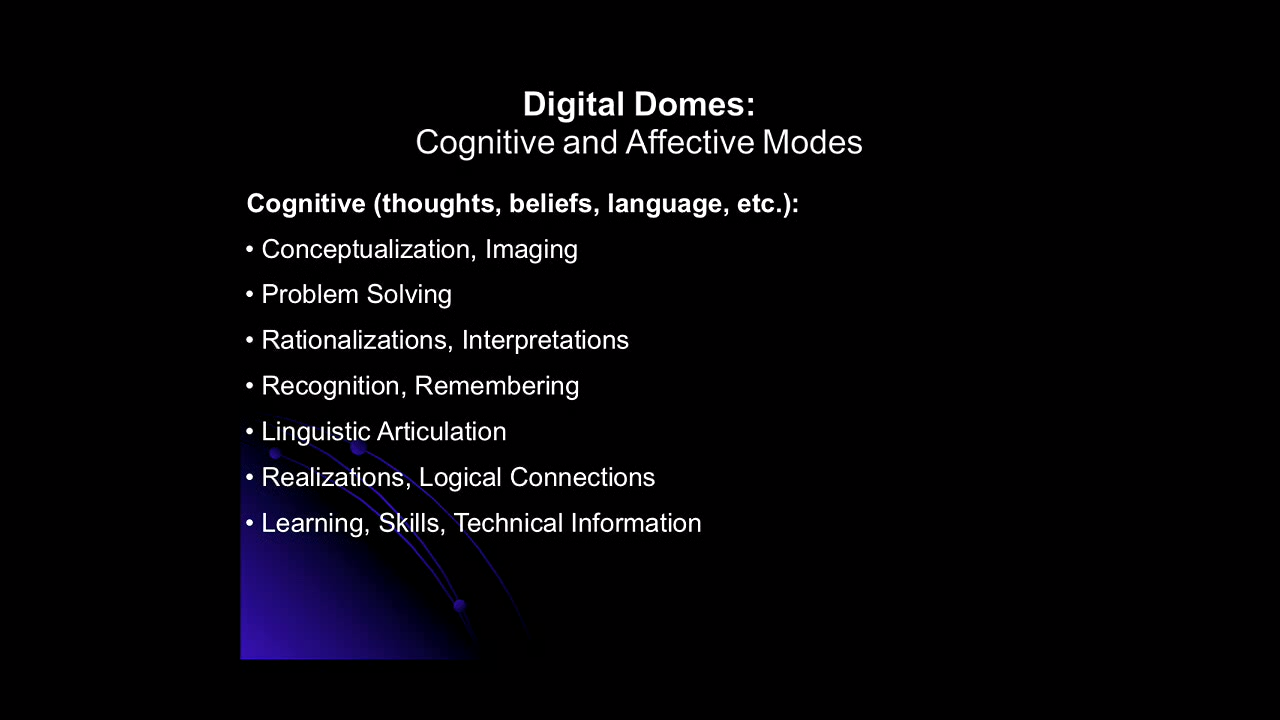 Digital Domes:
Cognitive and Affective Modes
Cognitive (thoughts, beliefs, language, etc.):
• Conceptualization, Imaging
• Problem Solving
• Rationalizations, Interpretations
• Recognition, Remembering
• Linguistic Articulation
• Realizations, Logical Connections
• Learning, Skills, Technical Information